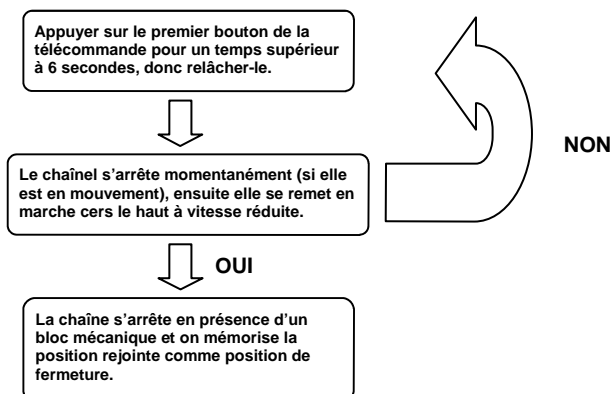 Appuyer sur le premier bouton de la
télécommande pour un temps supérieur
à 6 secondes, donc relâcher-le.
NON
Le chaînel s’arrête momentanément (si elle
est en mouvement), ensuite elle se remet en
marche cers le haut à vitesse réduite.
OUI
La chaîne s’arrête en présence d’un
bloc mécanique et on mémorise la
position rejointe comme position de
fermeture.